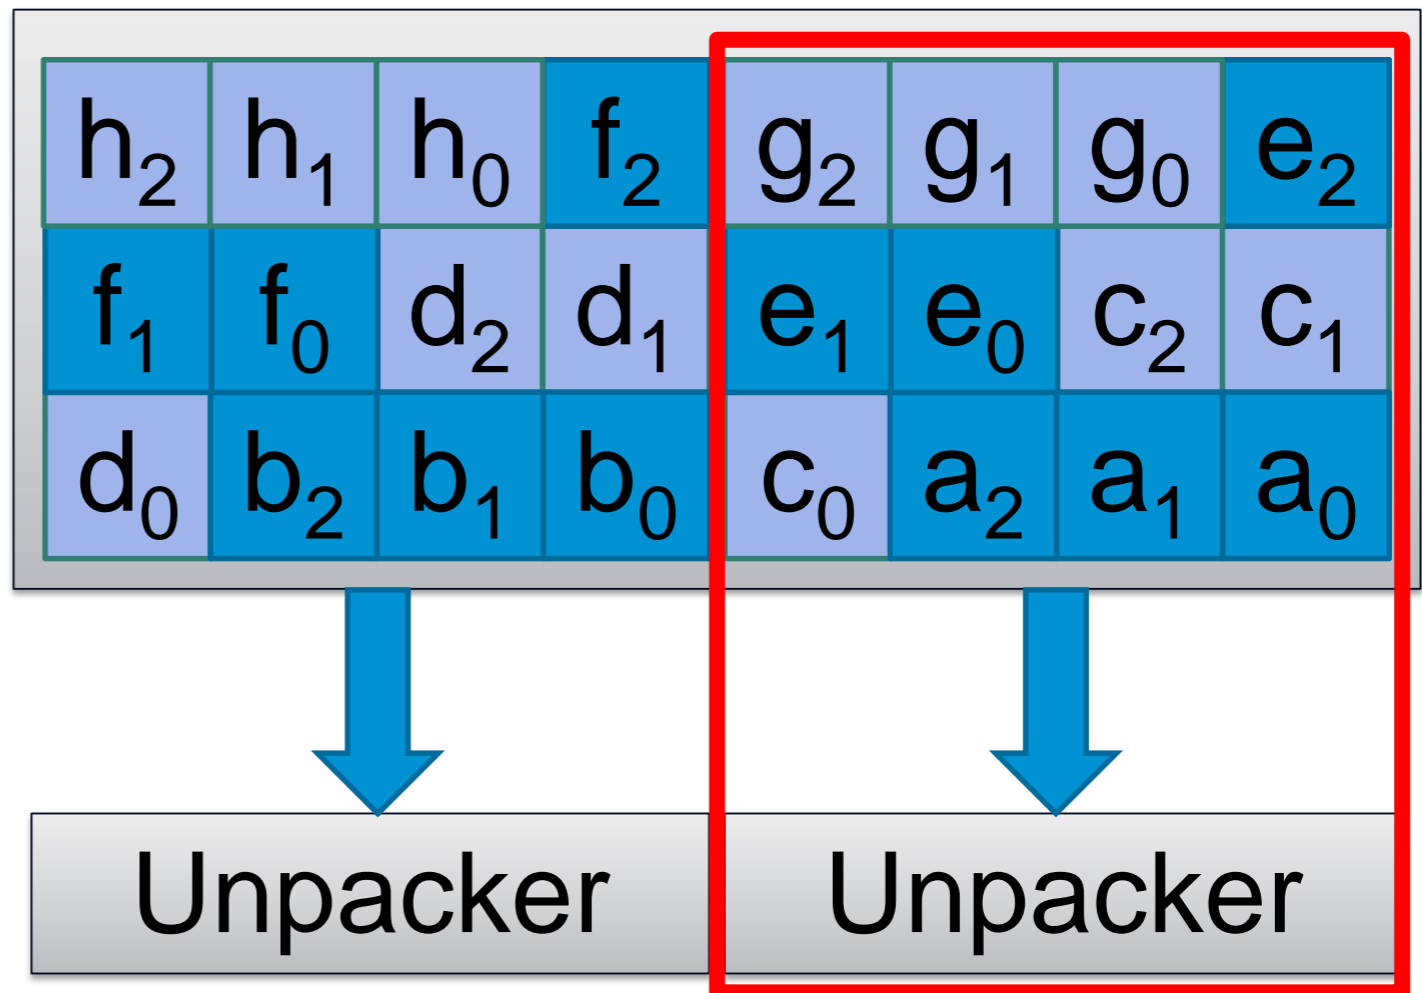 h₂ h₁ h₀ f₂ g₂ g₁ g₀ e₂
f₁ f₀ d₂ d₁ e₁ e₀ c₂ c₁
d₀ b₂ b₁ b₀ c₀ a₂ a₁ a₀
Unpacker Unpacker